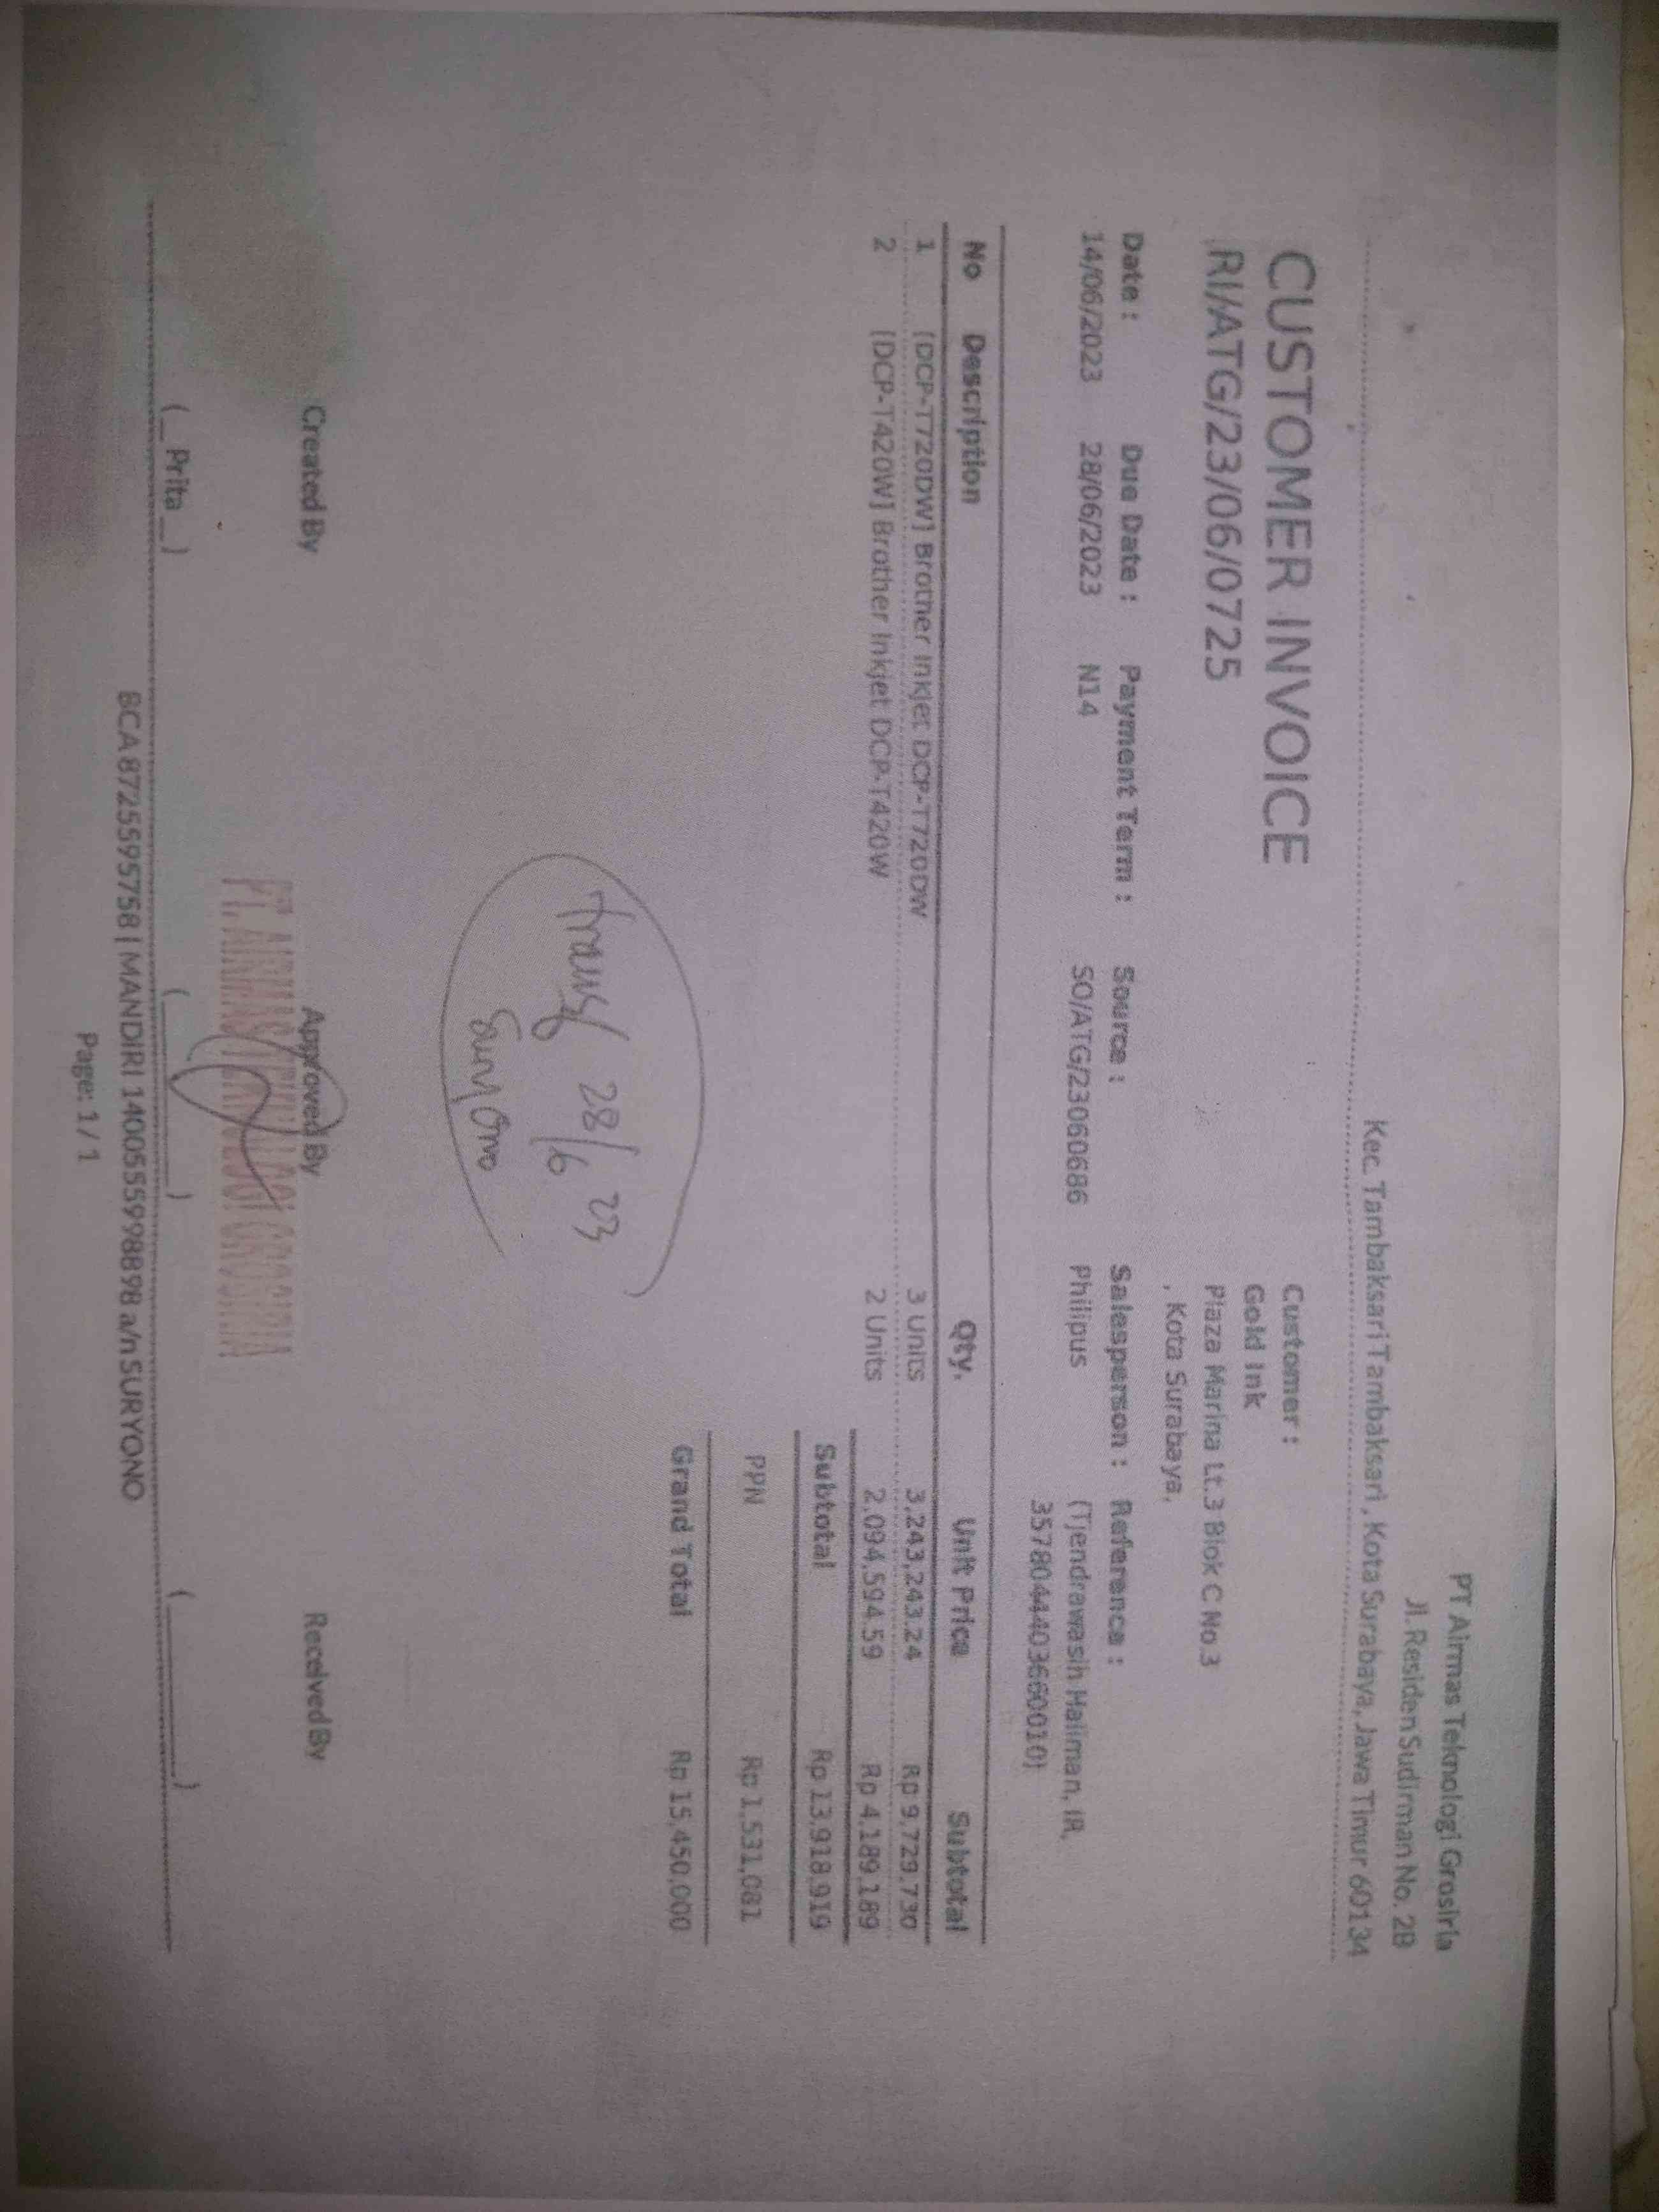 PT Airmas Teknologi Grosiria
Jl. Residen Sudirman No. 2B
Kec. Tambaksari Tambaksari, Kota Surabaya, Jawa Timur 60134
CUSTOMER INVOICE
RI/ATG/23/06/0725
Customer :
Gold Ink
Plaza Marina Lt.3 Blok C No.3
, Kota Surabaya,
Date : Due Date : Payment Term : Source : Salesperson : Reference :
14/06/2023 28/06/2023 N14 SO/ATG/23060686 Philipus (Tjendrawasih Haliman, IR,
3578044403660010)
No Description Qty. Unit Price Subtotal
1 [DCP-T720DW] Brother Inkjet DCP-T720DW 3 Units 3,243,243.24 Rp 9,729,730
2 [DCP-T420W] Brother Inkjet DCP-T420W 2 Units 2,094,594.59 Rp 4,189,189
Subtotal Rp 13,918,919
PPN Rp 1,531,081
Grand Total Rp 15,450,000
Transf 28/6 23
Suryono
Created By Approved By Received By
PT. AIRMAS
(_ Prita _) (________) (________)
BCA 8725595758 | MANDIRI 1400555998898 a/n SURYONO
Page: 1 / 1